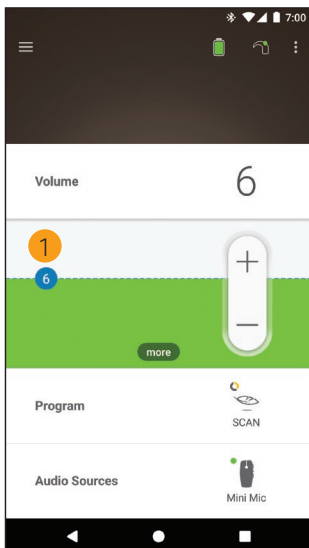 7:00
Volume 6
1
6
+
−
more
Program
SCAN
Audio Sources
Mini Mic